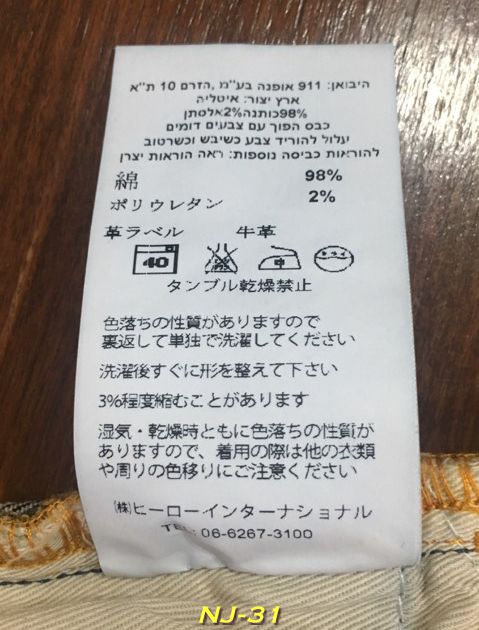 היבואן: 911 אופנה בע"מ ,הזרם 10 ת"א
ארץ יצור: איטליה
98%כותנה2%אלסתן
כבס הפוך עם צבעים דומים
עלול להוריד צבע כשיבש וכשרטוב
להוראות כביסה נוספות: ראה הוראות יצרן
綿 98%
ポリウレタン 2%
革ラベル 牛革
40 ドライ
タンブル乾燥禁止
色落ちの性質がありますので
裏返して単独で洗濯してください
洗濯後すぐに形を整えて下さい
3%程度縮むことがあります
湿気・乾燥時ともに色落ちの性質が
ありますので、着用の際は他の衣類
や周りの色移りにご注意ください
㈱ヒーローインターナショナル
TEL: 06-6267-3100
NJ-31